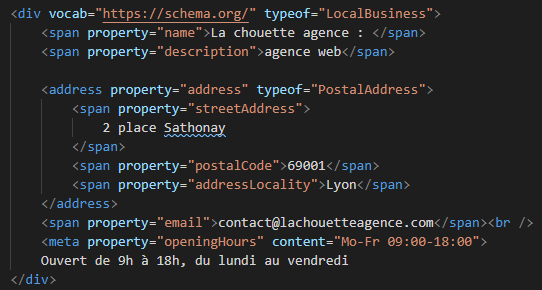 <div vocab="https://schema.org/" typeof="LocalBusiness">
    <span property="name">La chouette agence : </span>
    <span property="description">agence web</span>

    <address property="address" typeof="PostalAddress">
        <span property="streetAddress">
            2 place Sathonay
        </span>
        <span property="postalCode">69001</span>
        <span property="addressLocality">Lyon</span>
    </address>
    <span property="email">contact@lachouetteagence.com</span><br />
    <meta property="openingHours" content="Mo-Fr 09:00-18:00">
    Ouvert de 9h à 18h, du lundi au vendredi
</div>